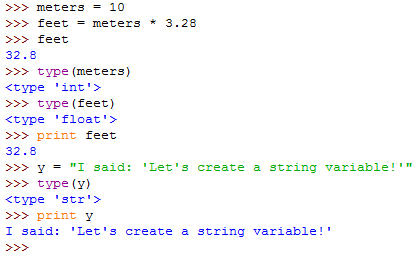 >>> meters = 10
>>> feet = meters * 3.28
>>> feet
32.8
>>> type(meters)
<type 'int'>
>>> type(feet)
<type 'float'>
>>> print feet
32.8
>>> y = "I said: 'Let's create a string variable!'"
>>> type(y)
<type 'str'>
>>> print y
I said: 'Let's create a string variable!'
>>>